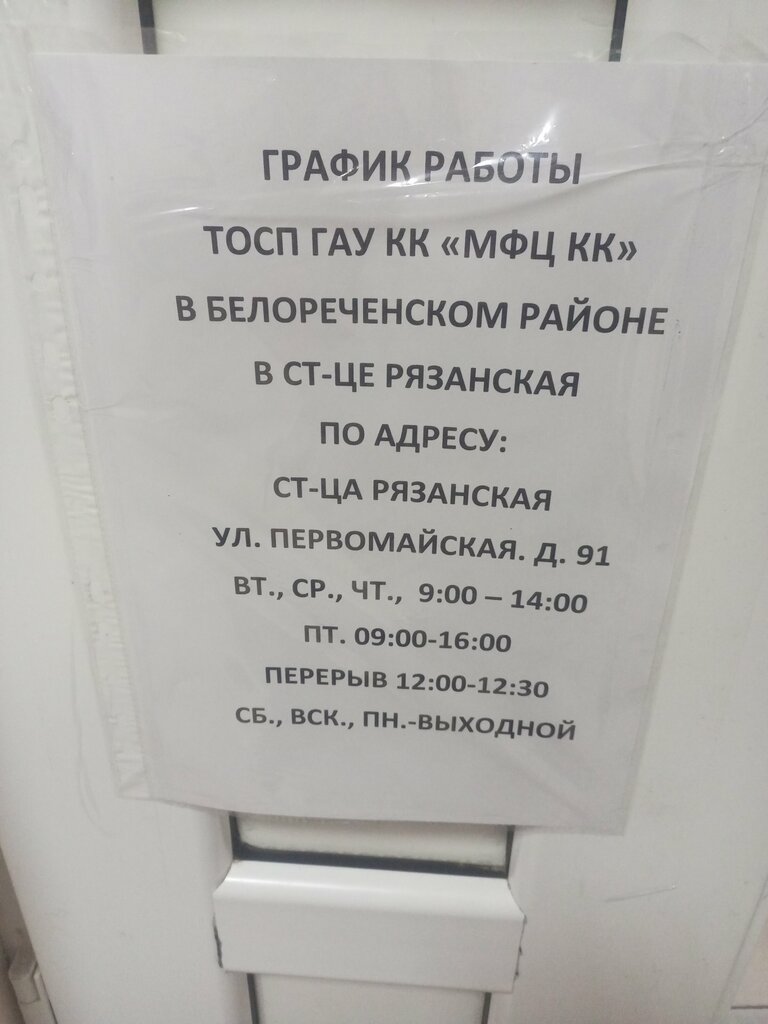 ГРАФИК РАБОТЫ
ТОСП ГАУ КК «МФЦ КК»
В БЕЛОРЕЧЕНСКОМ РАЙОНЕ
В СТ-ЦЕ РЯЗАНСКАЯ
ПО АДРЕСУ:
СТ-ЦА РЯЗАНСКАЯ
УЛ. ПЕРВОМАЙСКАЯ. Д. 91
ВТ., СР., ЧТ., 9:00 – 14:00
ПТ. 09:00-16:00
ПЕРЕРЫВ 12:00-12:30
СБ., ВСК., ПН.-ВЫХОДНОЙ